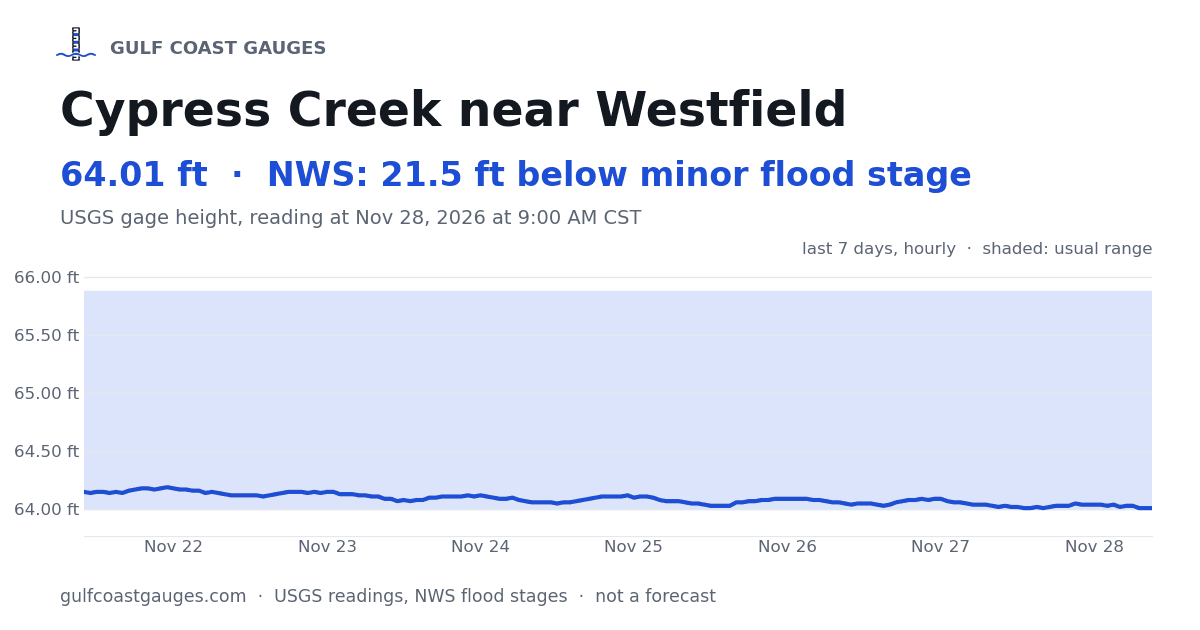 GULF COAST GAUGES
Cypress Creek near Westfield
64.01 ft · NWS: 21.5 ft below minor flood stage
USGS gage height, reading at Nov 28, 2026 at 9:00 AM CST
last 7 days, hourly · shaded: usual range
66.00 ft
65.50 ft
65.00 ft
64.50 ft
64.00 ft
Nov 22 Nov 23 Nov 24 Nov 25 Nov 26 Nov 27 Nov 28
gulfcoastgauges.com · USGS readings, NWS flood stages · not a forecast